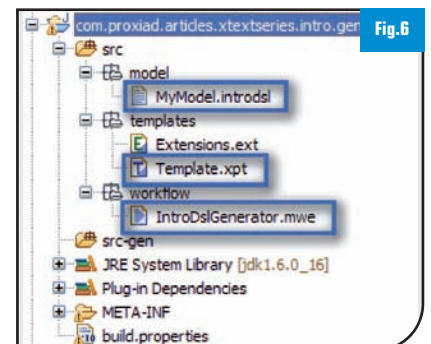 com.proxiad.articles.xtextseries.intro.gen
Fig.6
src
model
MyModel.introdsl
templates
Extensions.ext
Template.xpt
workflow
IntroDslGenerator.mwe
src-gen
JRE System Library [jdk1.6.0_16]
Plug-in Dependencies
META-INF
build.properties